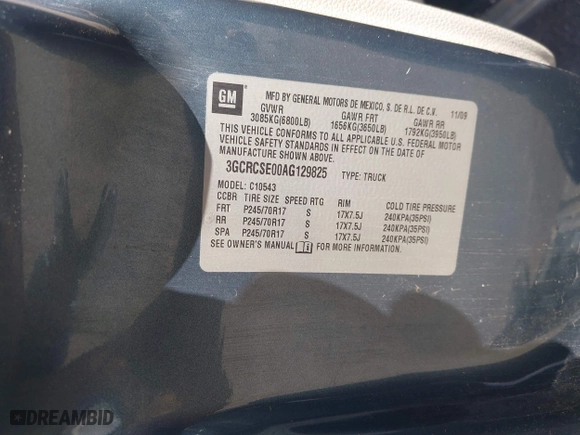 GM
MFD BY GENERAL MOTORS DE MEXICO, S. DE R.L. DE C.V. 11/09
GVWR GAWR FRT GAWR RR
3085KG(6800LB) 1656KG(3650LB) 1792KG(3950LB)
THIS VEHICLE CONFORMS TO ALL APPLICABLE U.S. FEDERAL MOTOR
VEHICLE SAFETY STANDARDS IN EFFECT ON THE DATE OF
MANUFACTURE SHOWN ABOVE.
3GCRCSE00AG129825 TYPE: TRUCK
MODEL: C10543
CCBR TIRE SIZE SPEED RTG RIM COLD TIRE PRESSURE
FRT P245/70R17 S 17X7.5J 240KPA(35PSI)
RR P245/70R17 S 17X7.5J 240KPA(35PSI)
SPA P245/70R17 S 17X7.5J 240KPA(35PSI)
SEE OWNER'S MANUAL FOR MORE INFORMATION.
DREAMBID